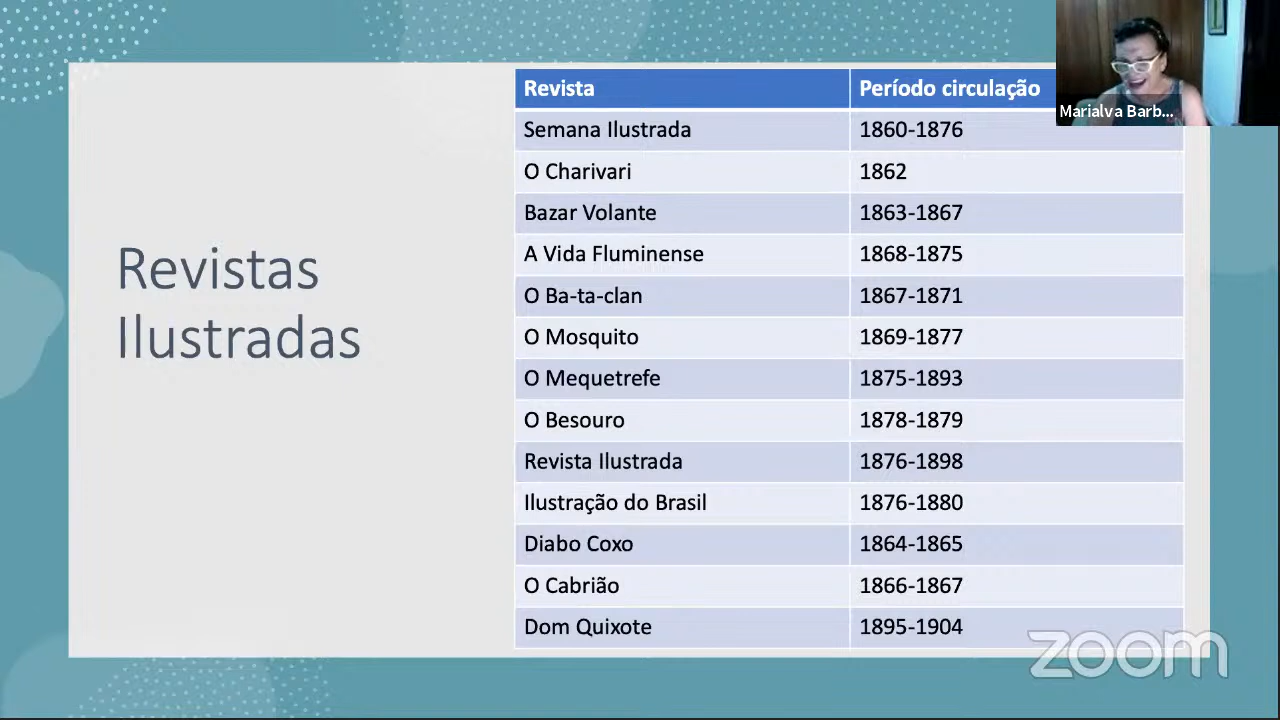 Revistas
Ilustradas
Revista Período circulação
Semana Ilustrada 1860-1876
O Charivari 1862
Bazar Volante 1863-1867
A Vida Fluminense 1868-1875
O Ba-ta-clan 1867-1871
O Mosquito 1869-1877
O Mequetrefe 1875-1893
O Besouro 1878-1879
Revista Ilustrada 1876-1898
Ilustração do Brasil 1876-1880
Diabo Coxo 1864-1865
O Cabrião 1866-1867
Dom Quixote 1895-1904
Marialva Barb...
zoom